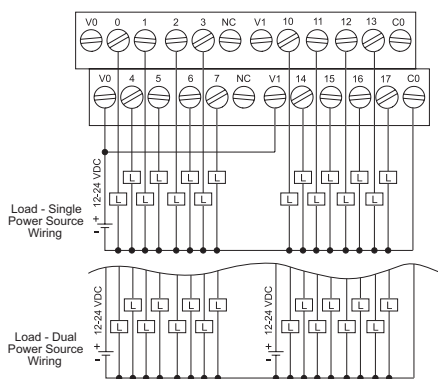 V0 0 1 2 3 NC V1 10 11 12 13 C0
V0 4 5 6 7 NC V1 14 15 16 17 C0
12-24 VDC
L L L L L L L L
L L L L L L L L
Load - Single
Power Source
Wiring
+
-
12-24 VDC
12-24 VDC
L L L L L L L L
L L L L L L L L
Load - Dual
Power Source
Wiring
+
-
+
-